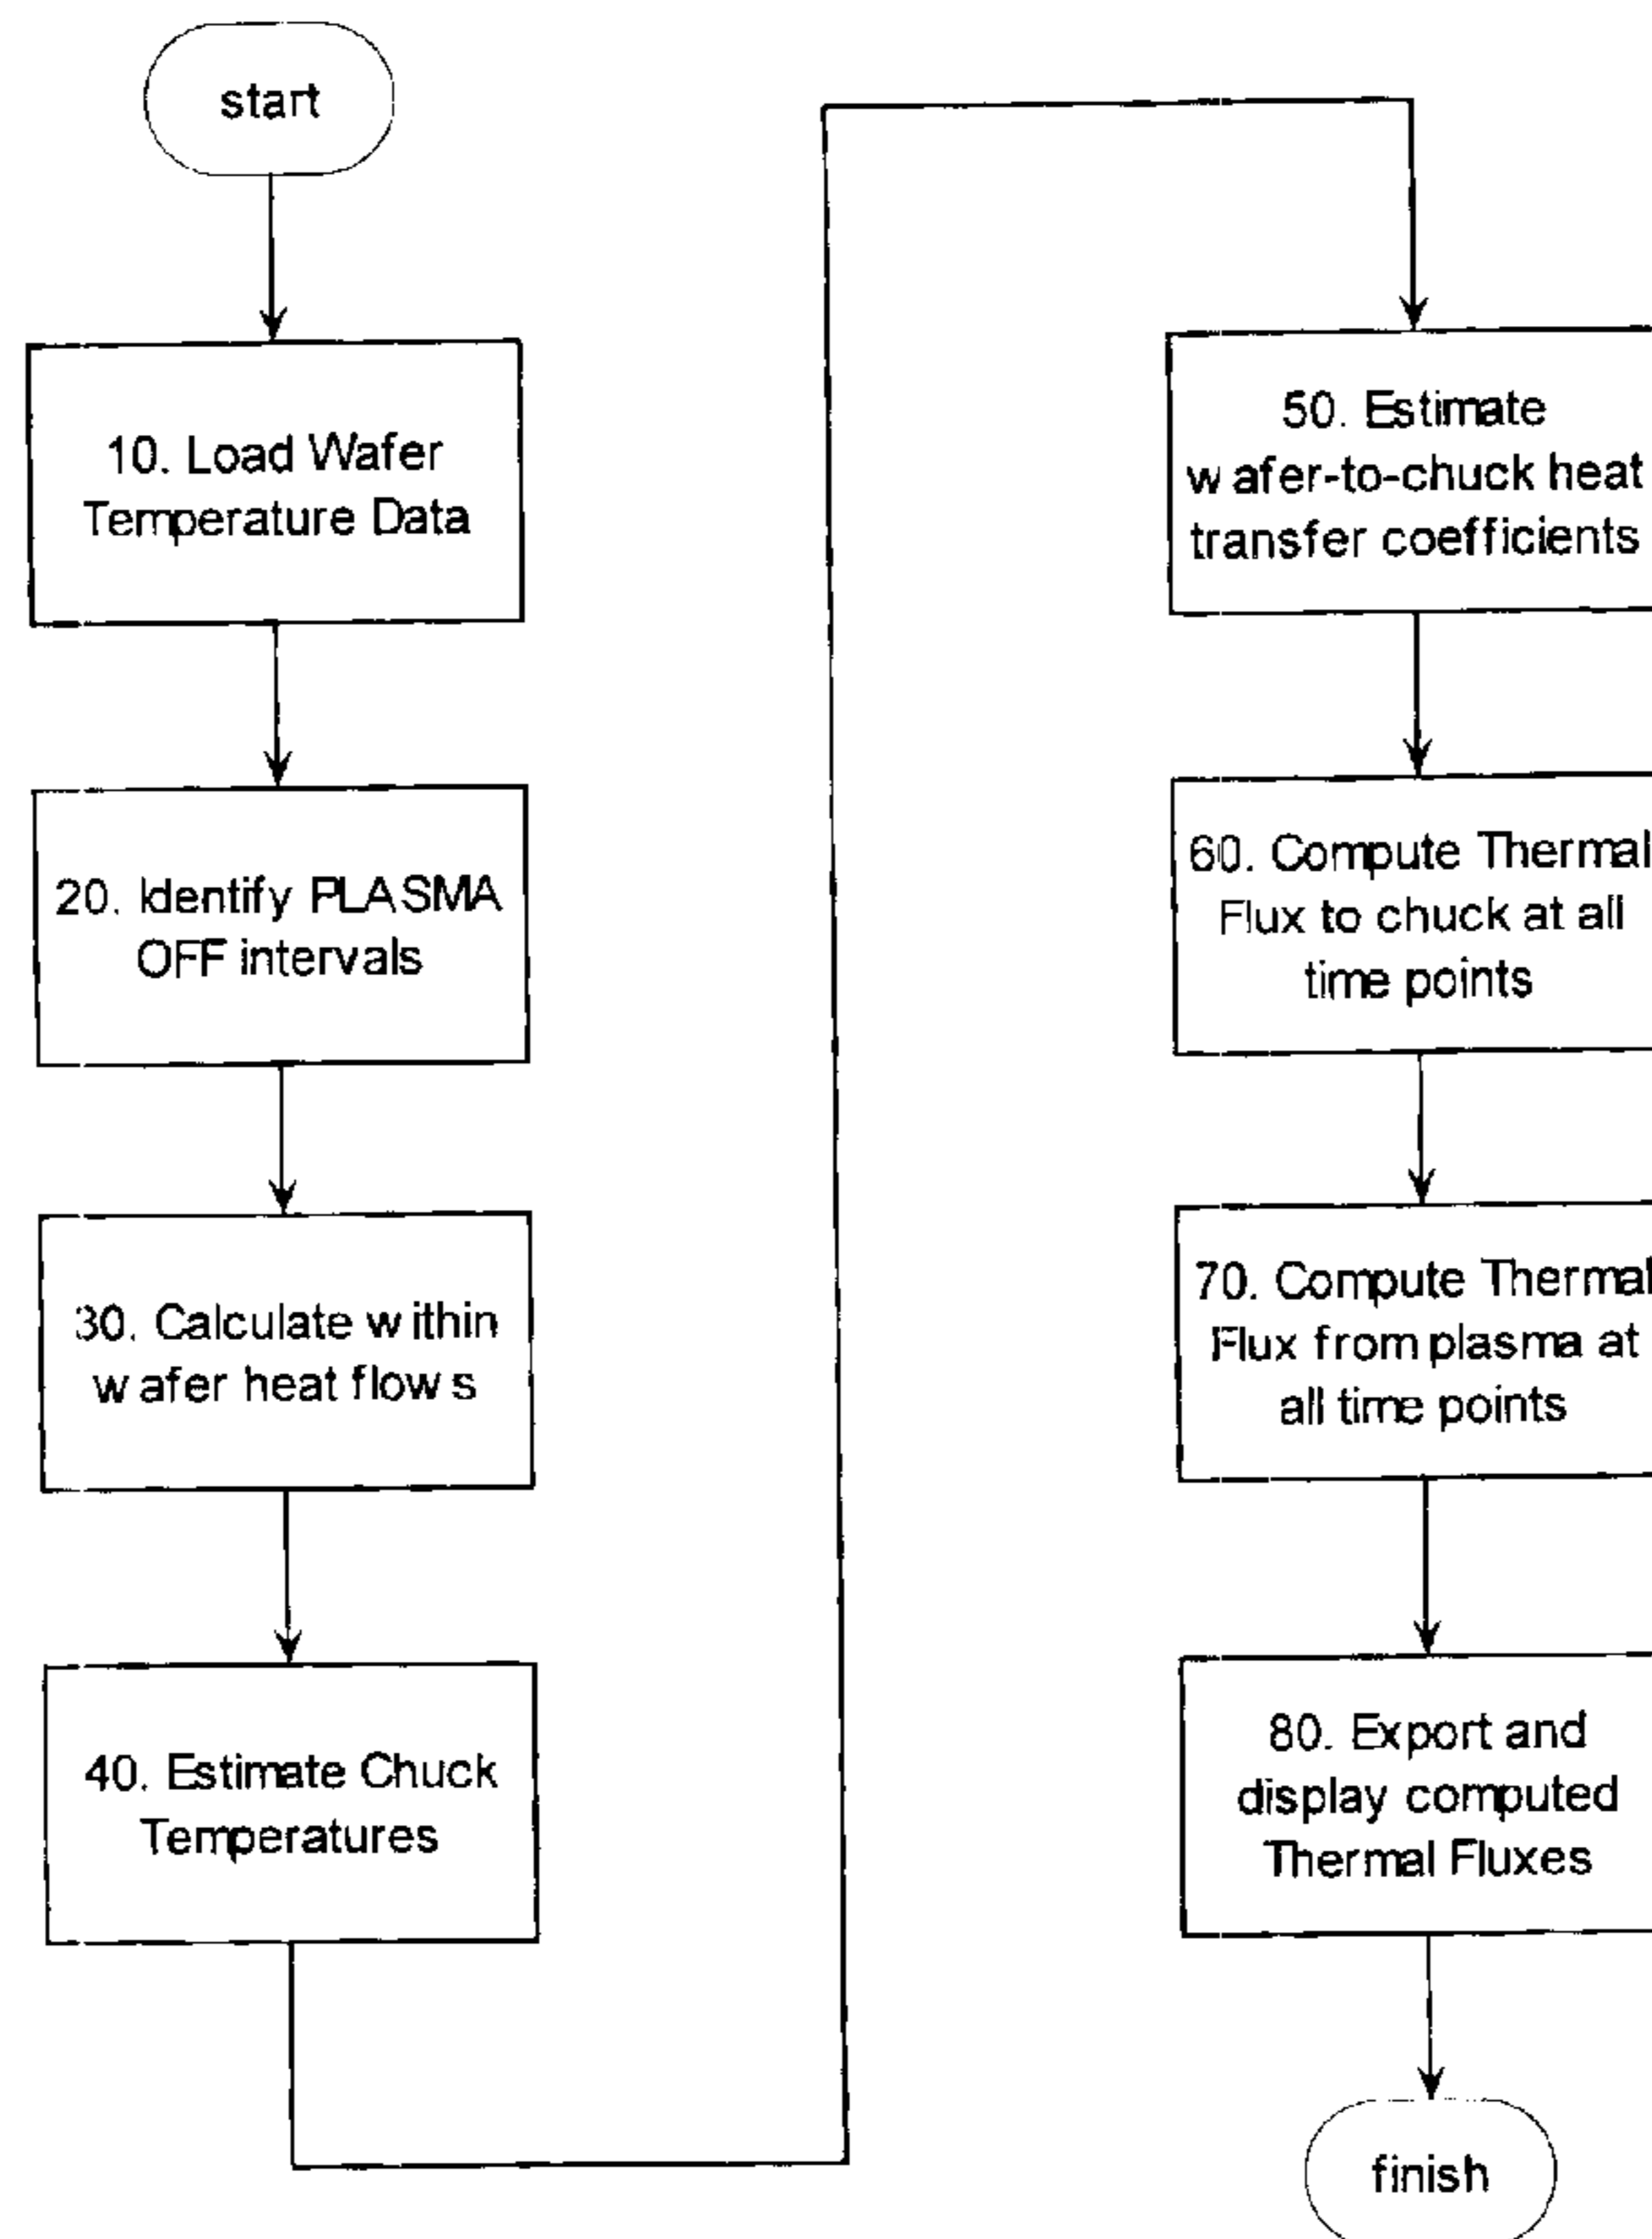 start
10. Load Wafer
Temperature Data
20. Identify PLASMA
OFF intervals
30. Calculate within
wafer heat flows
40. Estimate Chuck
Temperatures
50. Estimate
wafer-to-chuck heat
transfer coefficients
60. Compute Thermal
Flux to chuck at all
time points
70. Compute Thermal
Flux from plasma at
all time points
80. Export and
display computed
Thermal Fluxes
finish